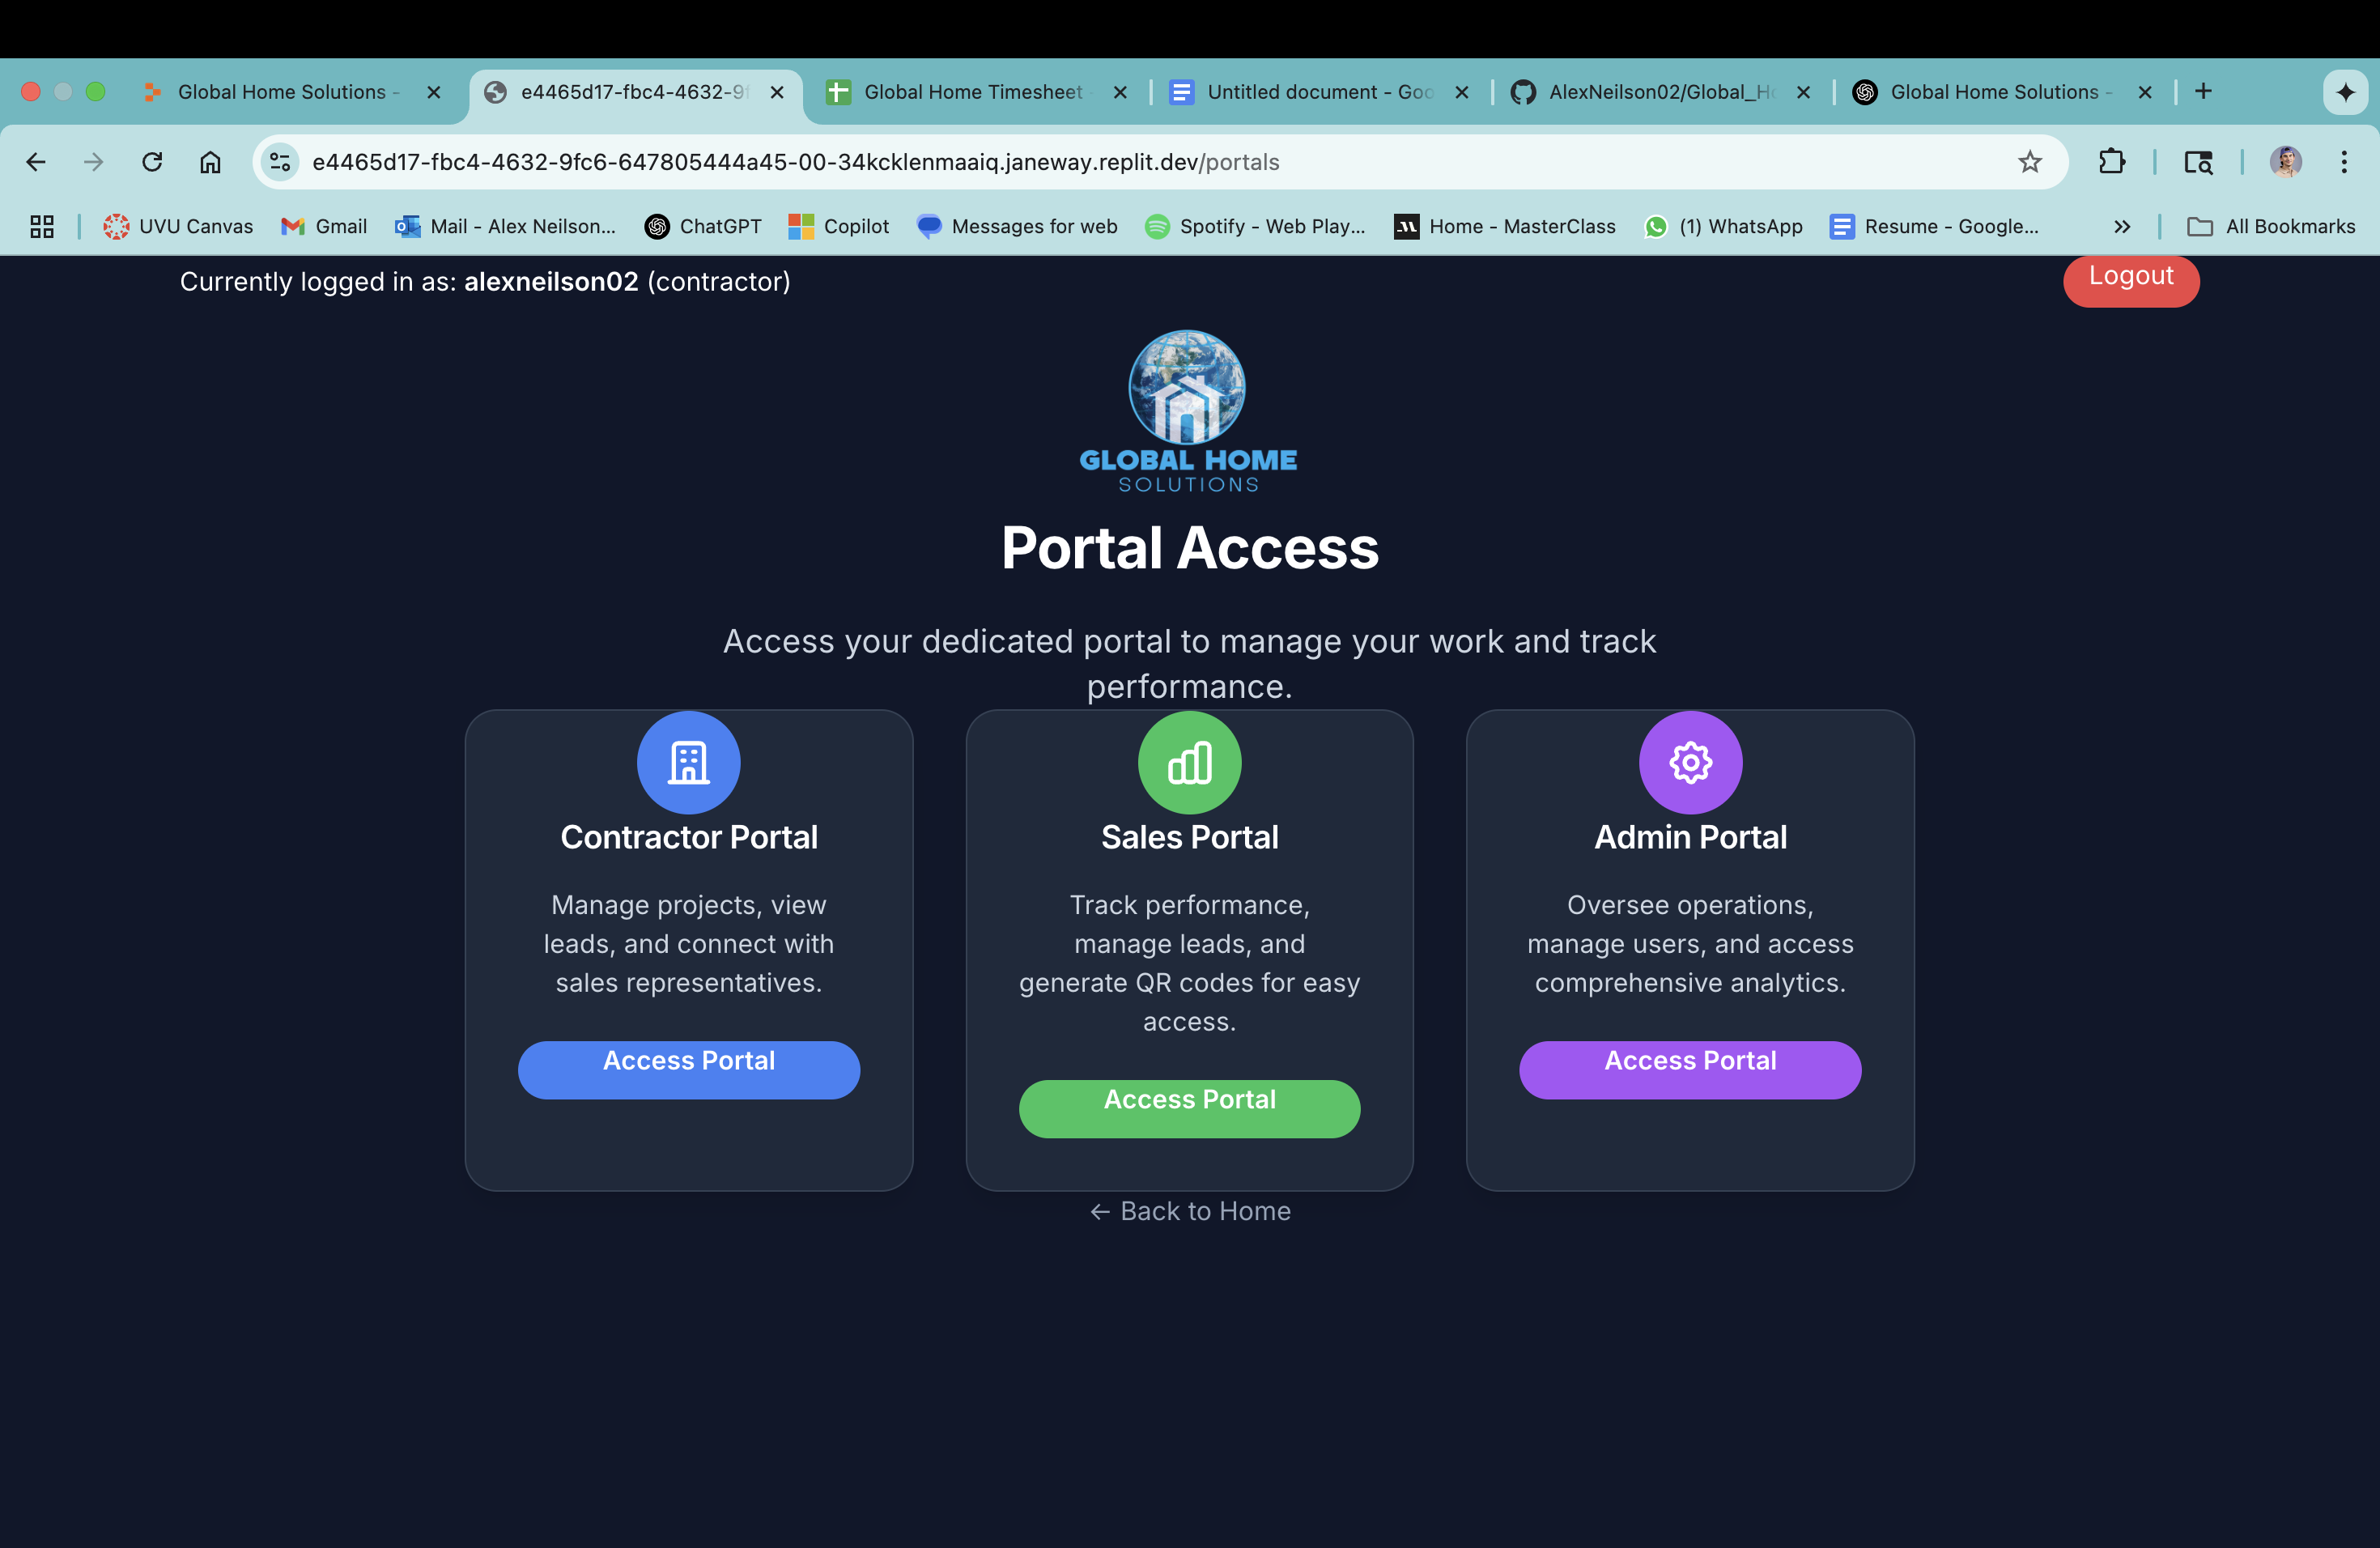 Global Home Solutions -
e4465d17-fbc4-4632-9f
Global Home Timesheet -
Untitled document - Goo
AlexNeilson02/Global_Ho
Global Home Solutions -
e4465d17-fbc4-4632-9fc6-647805444a45-00-34kcklenmaaiq.janeway.replit.dev/portals
UVU Canvas
Gmail
Mail - Alex Neilson...
ChatGPT
Copilot
Messages for web
Spotify - Web Play...
Home - MasterClass
(1) WhatsApp
Resume - Google...
All Bookmarks
Currently logged in as: alexneilson02 (contractor)
Logout
GLOBAL HOME
SOLUTIONS
Portal Access
Access your dedicated portal to manage your work and track
performance.
Contractor Portal
Manage projects, view
leads, and connect with
sales representatives.
Access Portal
Sales Portal
Track performance,
manage leads, and
generate QR codes for easy
access.
Access Portal
Admin Portal
Oversee operations,
manage users, and access
comprehensive analytics.
Access Portal
← Back to Home